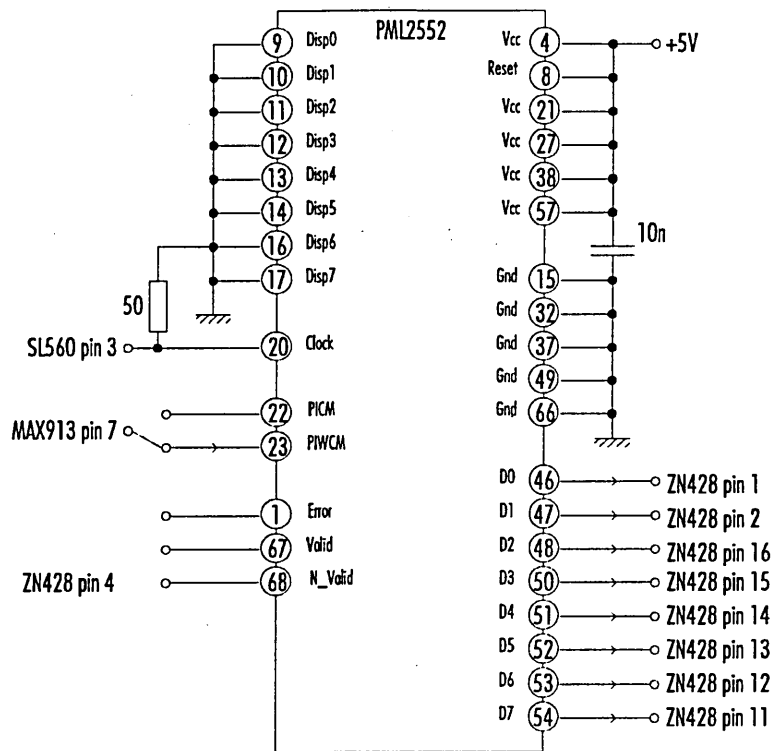 PML2552
9 Disp0
10 Disp1
11 Disp2
12 Disp3
13 Disp4
14 Disp5
16 Disp6
17 Disp7
50
SL560 pin 3
20 Clock
22 PICM
MAX913 pin 7
23 PIWCM
1 Error
67 Valid
ZN428 pin 4
68 N_Valid
Vcc 4 +5V
Reset 8
Vcc 21
Vcc 27
Vcc 38
Vcc 57
10n
Gnd 15
Gnd 32
Gnd 37
Gnd 49
Gnd 66
D0 46 ZN428 pin 1
D1 47 ZN428 pin 2
D2 48 ZN428 pin 16
D3 50 ZN428 pin 15
D4 51 ZN428 pin 14
D5 52 ZN428 pin 13
D6 53 ZN428 pin 12
D7 54 ZN428 pin 11